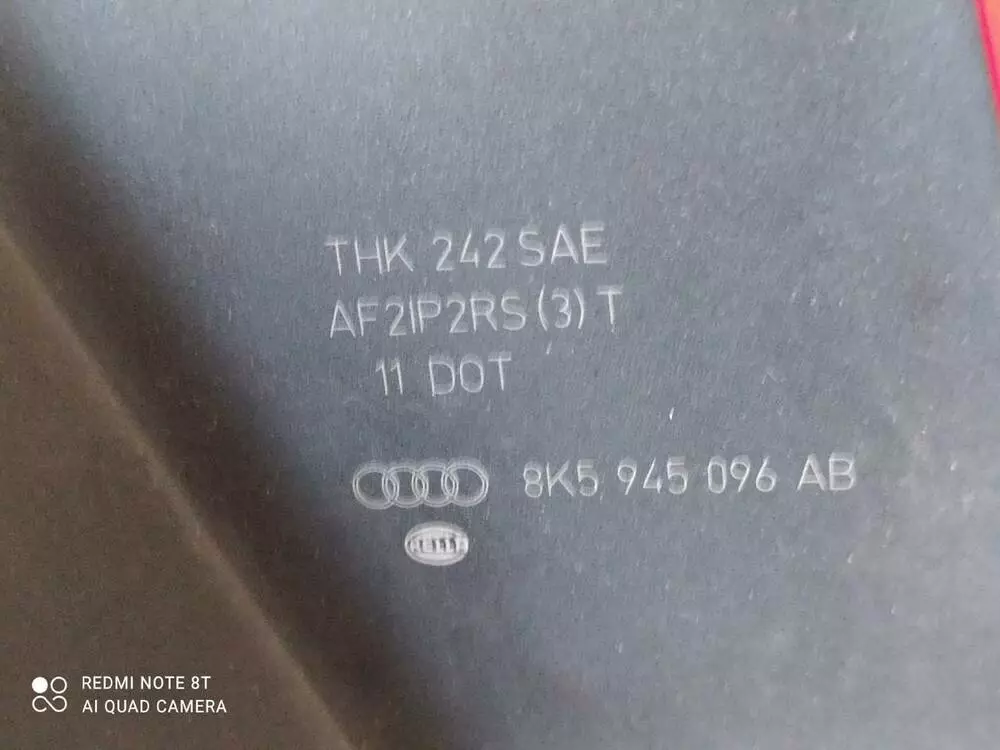 THK 242 SAE
AF2IP2RS(3)T
11 DOT
8K5 945 096 AB
HELLA
REDMI NOTE 8T
AI QUAD CAMERA